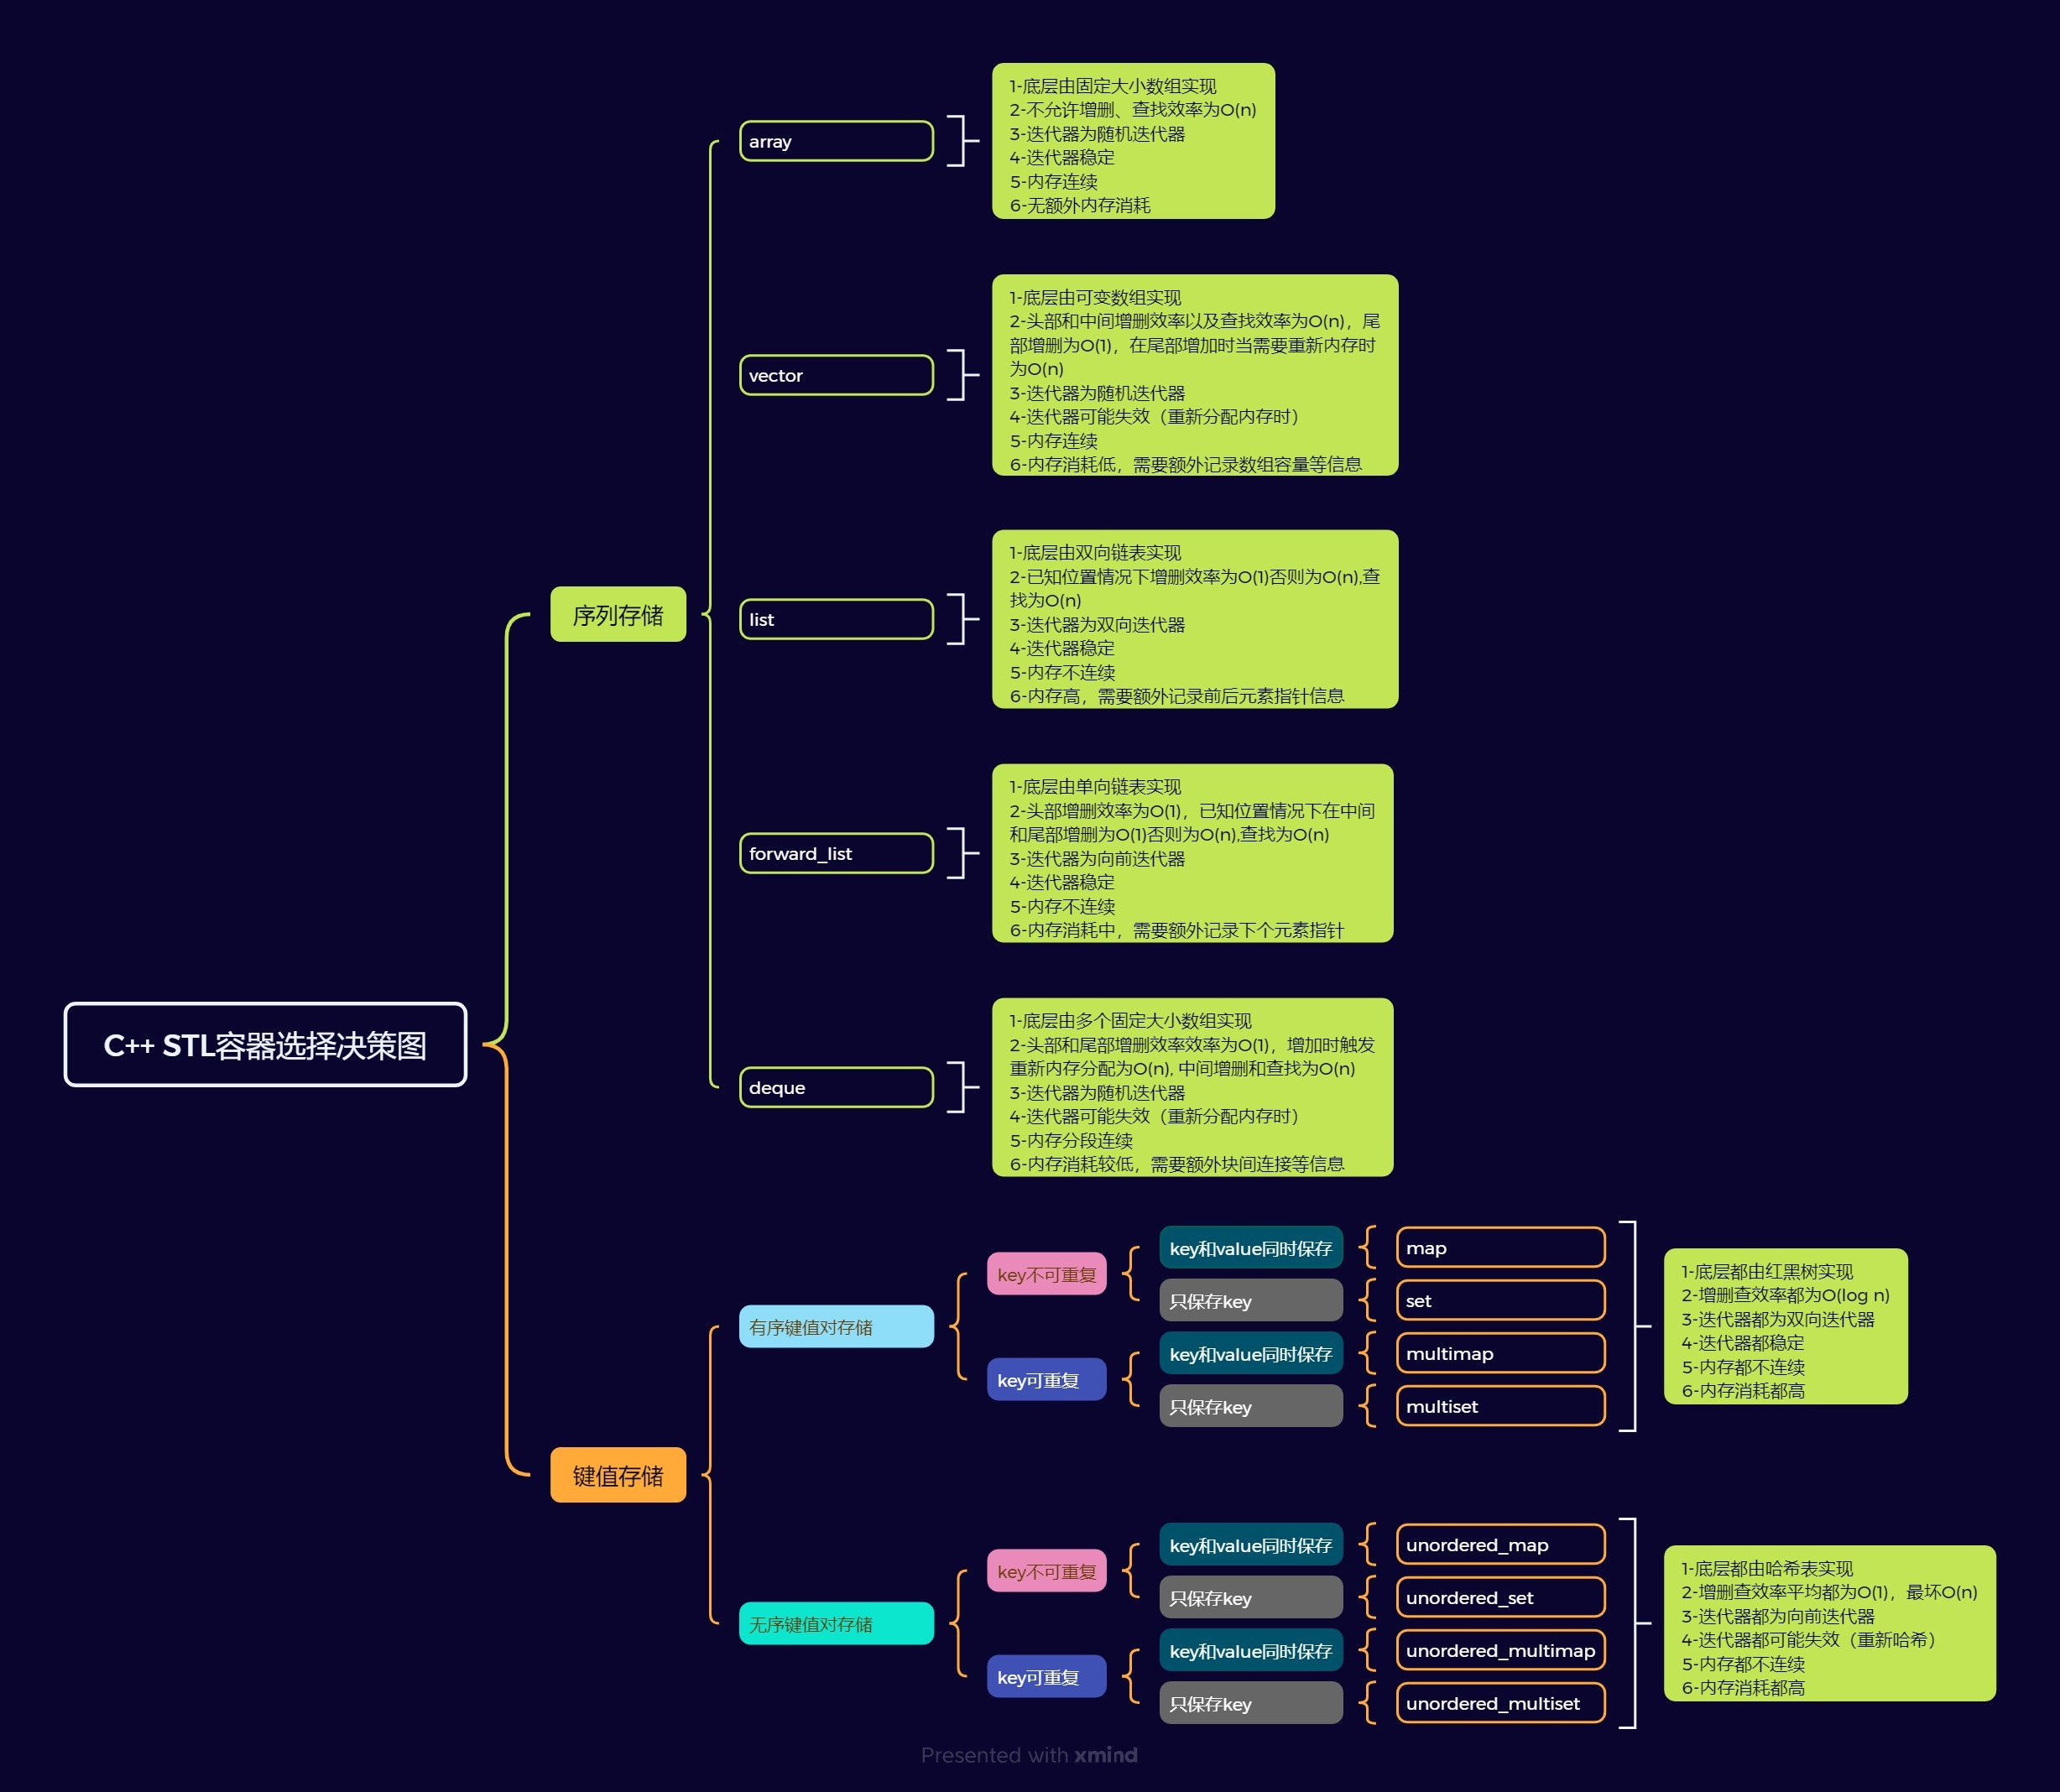 C++ STL容器选择决策图
序列存储
array
1-底层由固定大小数组实现
2-不允许增删、查找效率为O(n)
3-迭代器为随机迭代器
4-迭代器稳定
5-内存连续
6-无额外内存消耗
vector
1-底层由可变数组实现
2-头部和中间增删效率以及查找效率为O(n)，尾
部增删为O(1)，在尾部增加时当需要重新内存时
为O(n)
3-迭代器为随机迭代器
4-迭代器可能失效（重新分配内存时）
5-内存连续
6-内存消耗低，需要额外记录数组容量等信息
list
1-底层由双向链表实现
2-已知位置情况下增删效率为O(1)否则为O(n),查
找为O(n)
3-迭代器为双向迭代器
4-迭代器稳定
5-内存不连续
6-内存高，需要额外记录前后元素指针信息
forward_list
1-底层由单向链表实现
2-头部增删效率为O(1)，已知位置情况下在中间
和尾部增删为O(1)否则为O(n),查找为O(n)
3-迭代器为向前迭代器
4-迭代器稳定
5-内存不连续
6-内存消耗中，需要额外记录下个元素指针
deque
1-底层由多个固定大小数组实现
2-头部和尾部增删效率效率为O(1)，增加时触发
重新内存分配为O(n), 中间增删和查找为O(n)
3-迭代器为随机迭代器
4-迭代器可能失效（重新分配内存时）
5-内存分段连续
6-内存消耗较低，需要额外块间连接等信息
键值存储
有序键值对存储
key不可重复
key和value同时保存
map
只保存key
set
key可重复
key和value同时保存
multimap
只保存key
multiset
1-底层都由红黑树实现
2-增删查效率都为O(log n)
3-迭代器都为双向迭代器
4-迭代器都稳定
5-内存都不连续
6-内存消耗都高
无序键值对存储
key不可重复
key和value同时保存
unordered_map
只保存key
unordered_set
key可重复
key和value同时保存
unordered_multimap
只保存key
unordered_multiset
1-底层都由哈希表实现
2-增删查效率平均都为O(1)，最坏O(n)
3-迭代器都为向前迭代器
4-迭代器都可能失效（重新哈希）
5-内存都不连续
6-内存消耗都高
Presented with xmind